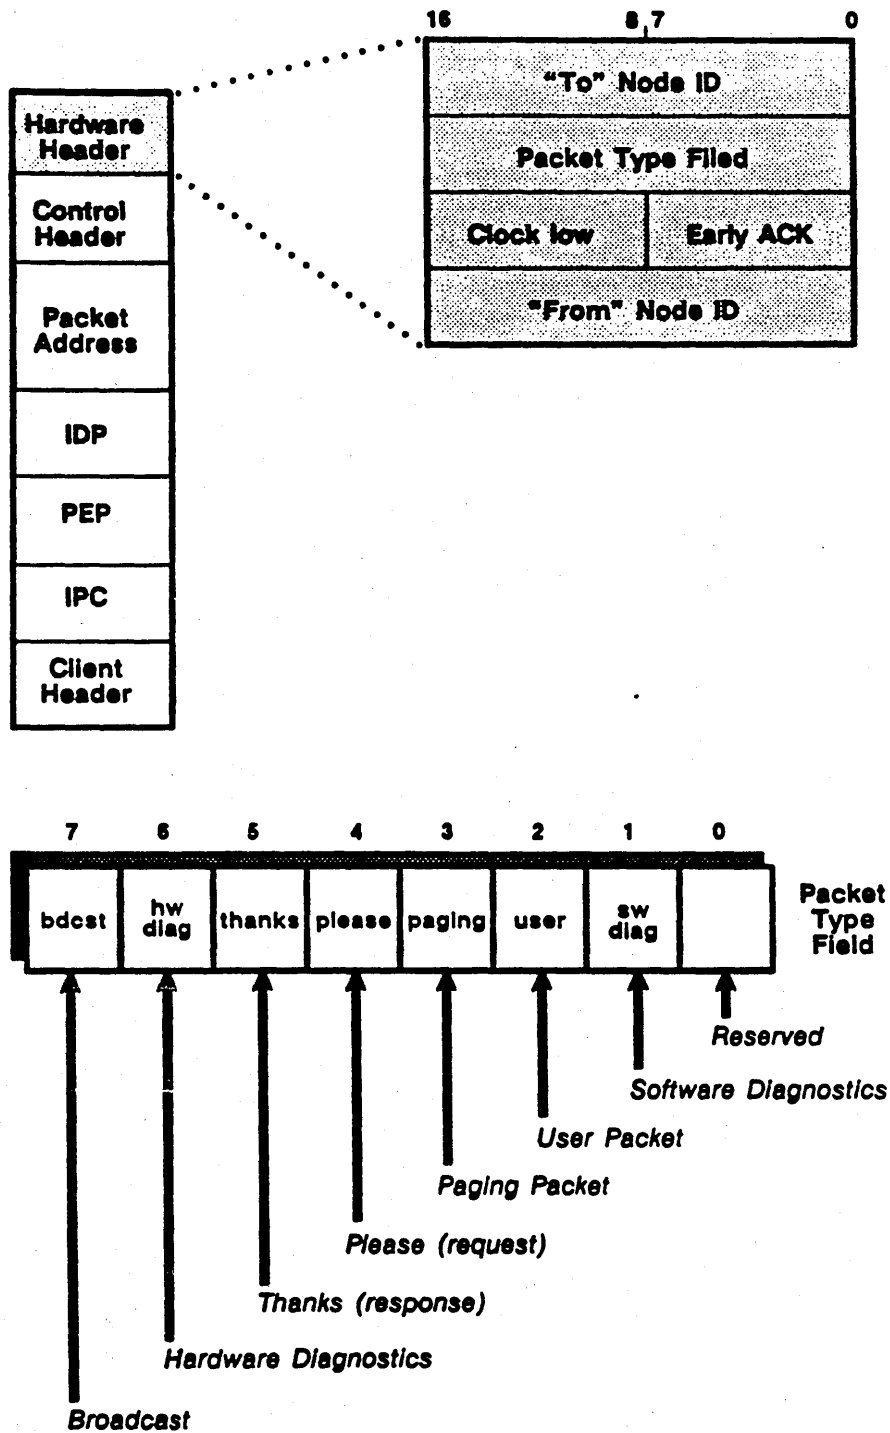 16 8 7 0
"To" Node ID
Packet Type Filed
Clock low Early ACK
"From" Node ID
Hardware
Header
Control
Header
Packet
Address
IDP
PEP
IPC
Client
Header
7 6 5 4 3 2 1 0
bdcst
hw
diag
thanks
please
paging
user
sw
diag
Packet
Type
Field
Reserved
Software Diagnostics
User Packet
Paging Packet
Please (request)
Thanks (response)
Hardware Diagnostics
Broadcast